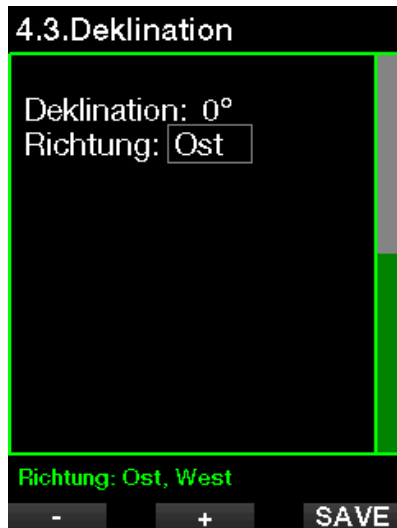 4.3.Deklination
Deklination: 0°
Richtung: Ost
Richtung: Ost, West
- + SAVE